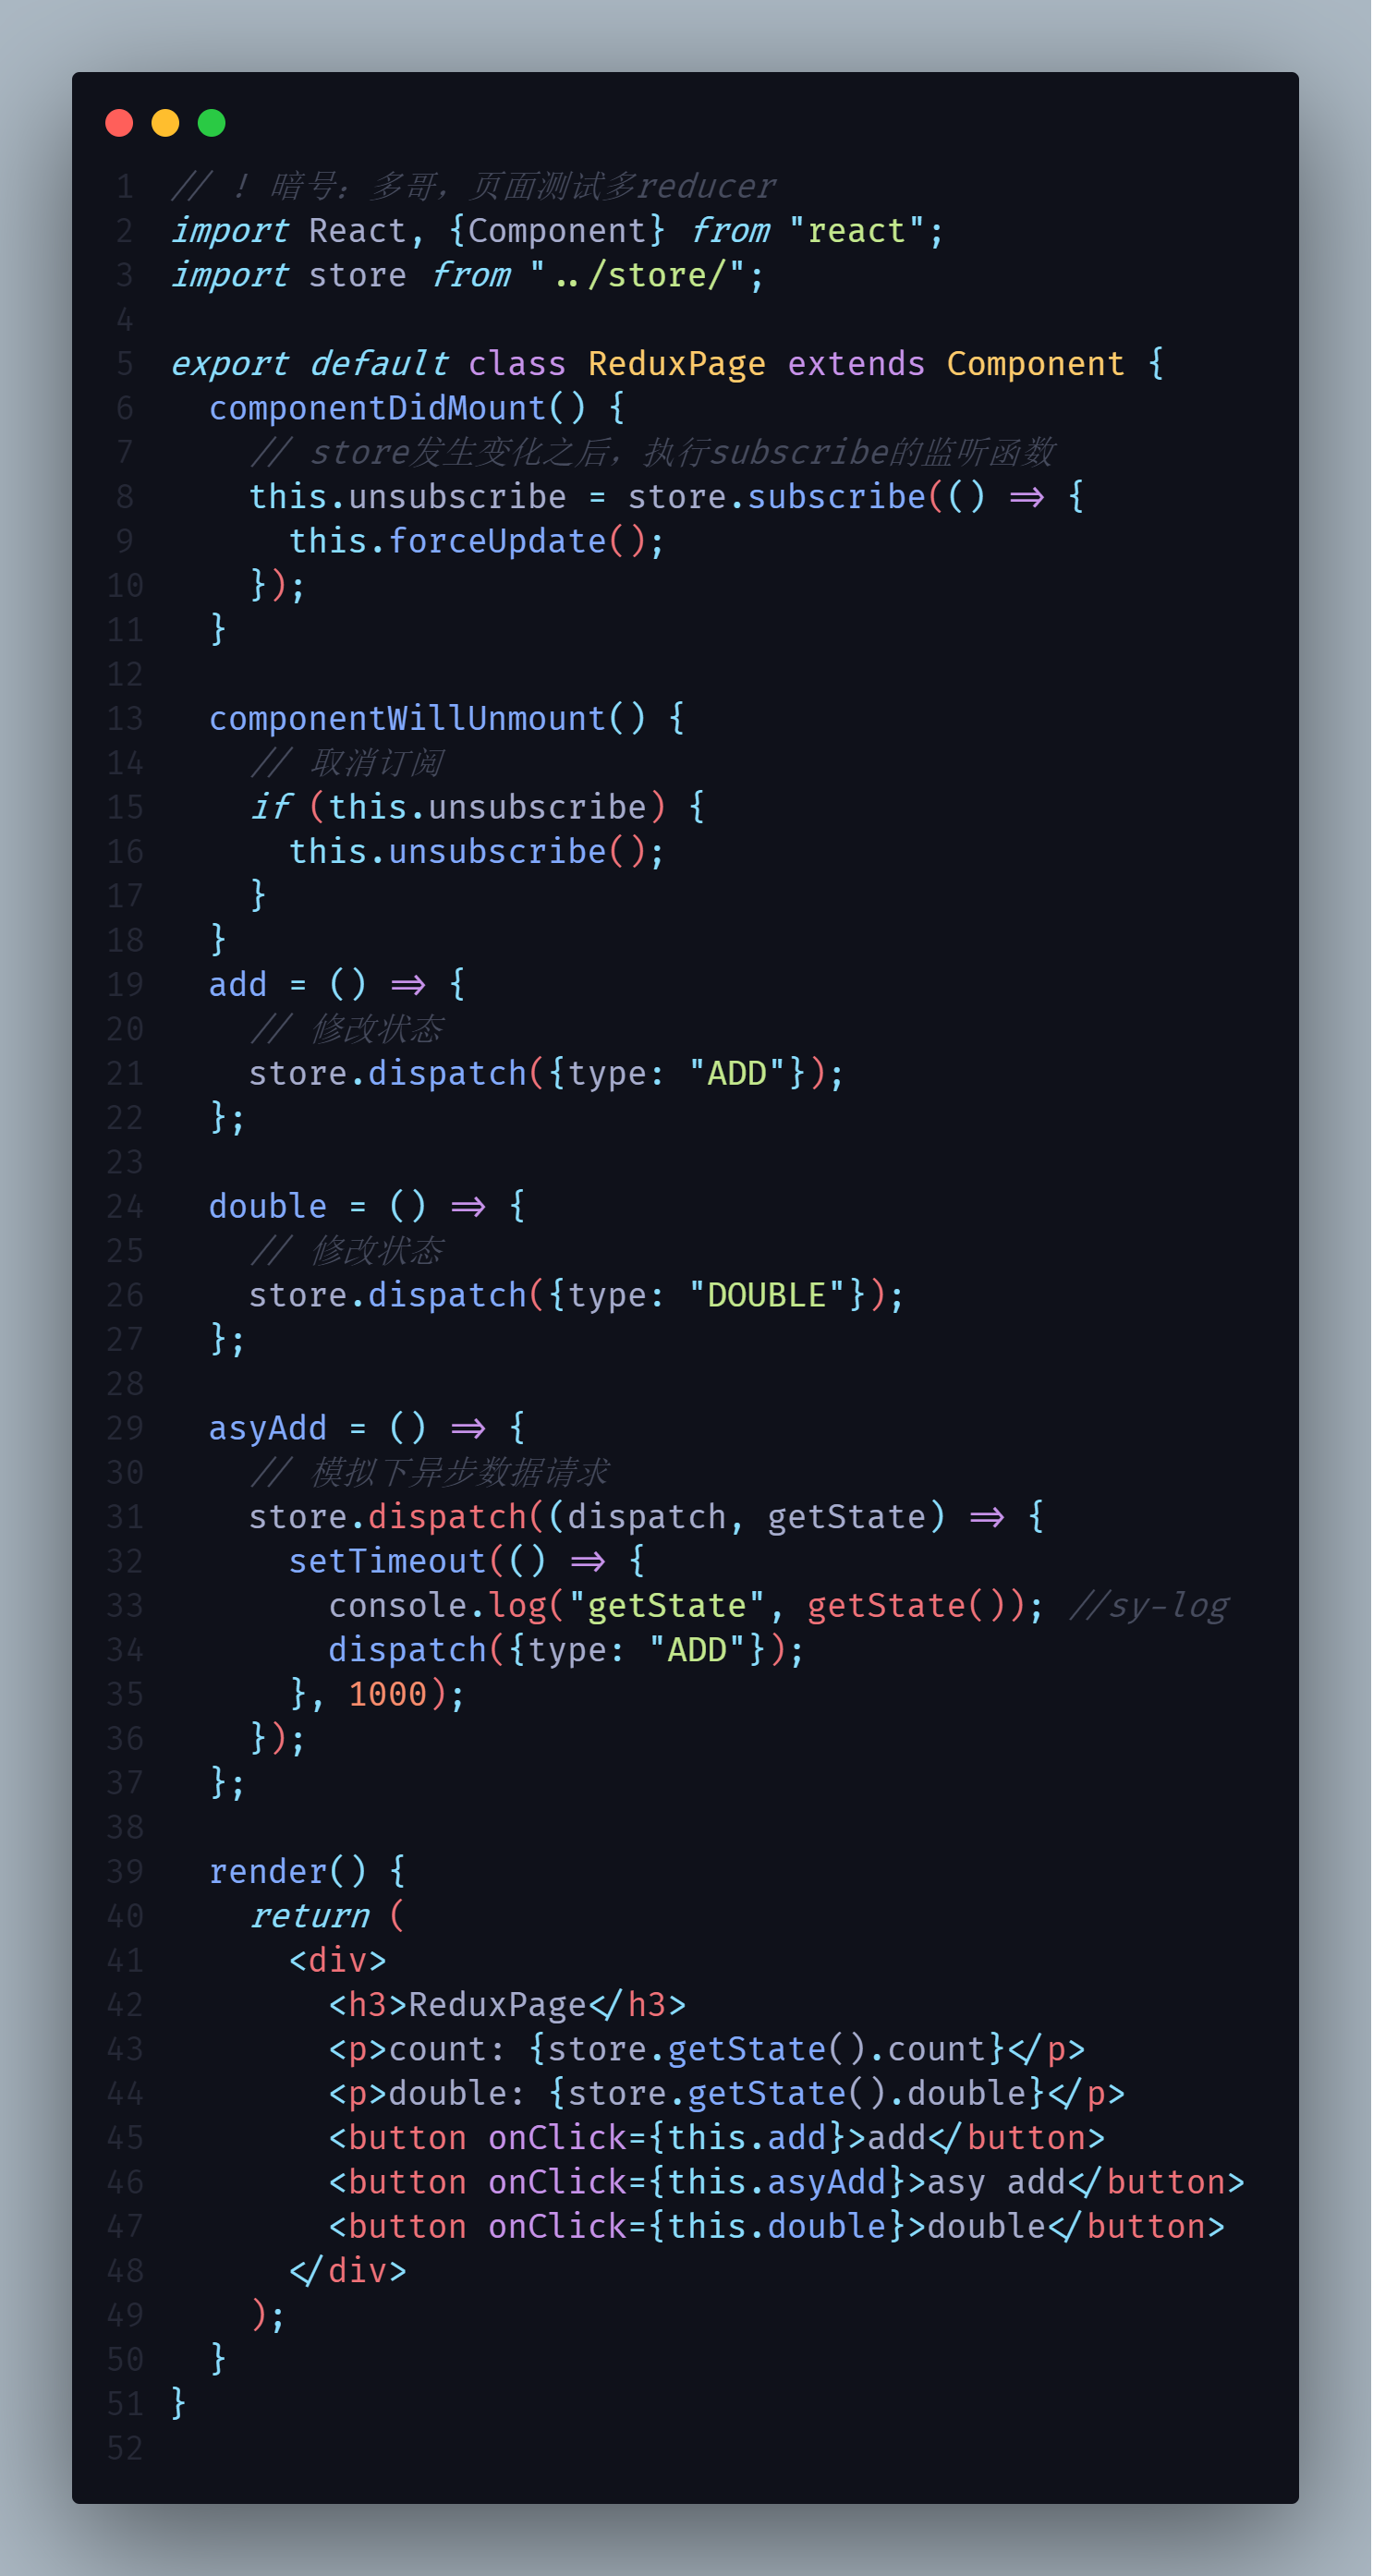 1 // ! 暗号：多哥，页面测试多reducer
2 import React, {Component} from "react";
3 import store from "../store/";
4
5 export default class ReduxPage extends Component {
6   componentDidMount() {
7     // store发生变化之后，执行subscribe的监听函数
8     this.unsubscribe = store.subscribe(() => {
9       this.forceUpdate();
10     });
11   }
12
13   componentWillUnmount() {
14     // 取消订阅
15     if (this.unsubscribe) {
16       this.unsubscribe();
17     }
18   }
19   add = () => {
20     // 修改状态
21     store.dispatch({type: "ADD"});
22   };
23
24   double = () => {
25     // 修改状态
26     store.dispatch({type: "DOUBLE"});
27   };
28
29   asyAdd = () => {
30     // 模拟下异步数据请求
31     store.dispatch((dispatch, getState) => {
32       setTimeout(() => {
33         console.log("getState", getState()); //sy-log
34         dispatch({type: "ADD"});
35       }, 1000);
36     });
37   };
38
39   render() {
40     return (
41       <div>
42         <h3>ReduxPage</h3>
43         <p>count: {store.getState().count}</p>
44         <p>double: {store.getState().double}</p>
45         <button onClick={this.add}>add</button>
46         <button onClick={this.asyAdd}>asy add</button>
47         <button onClick={this.double}>double</button>
48       </div>
49     );
50   }
51 }
52